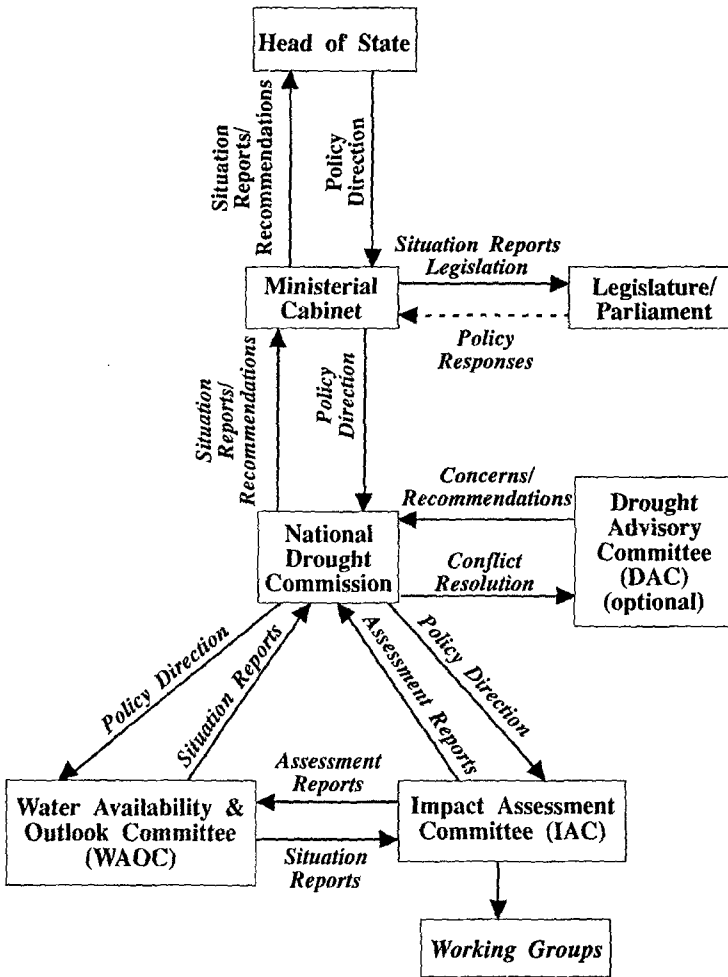 Head of State
Situation
Reports/
Recommendations
Policy
Direction
Situation Reports
Legislation
Ministerial
Cabinet
Legislature/
Parliament
Policy
Responses
Situation
Reports/
Recommendations
Policy
Direction
Concerns/
Recommendations
National
Drought
Commission
Drought
Advisory
Committee
(DAC)
(optional)
Conflict
Resolution
Policy Direction
Situation Reports
Assessment Reports
Policy Direction
Assessment
Reports
Water Availability &
Outlook Committee
(WAOC)
Impact Assessment
Committee (IAC)
Situation
Reports
Working Groups